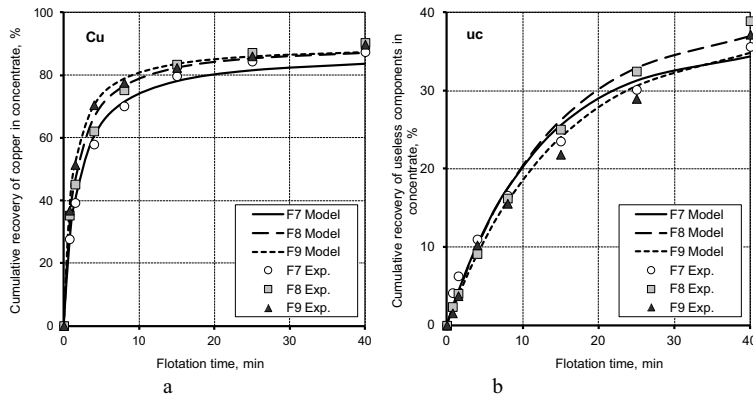 Cu
Cumulative recovery of copper in concentrate, %
100
80
60
40
20
0
0
10
20
30
40
Flotation time, min
F7 Model
F8 Model
F9 Model
F7 Exp.
F8 Exp.
F9 Exp.
a
uc
Cumulative recovery of useless components in
concentrate, %
40
30
20
10
0
0
10
20
30
40
Flotation time, min
F7 Model
F8 Model
F9 Model
F7 Exp.
F8 Exp.
F9 Exp.
b